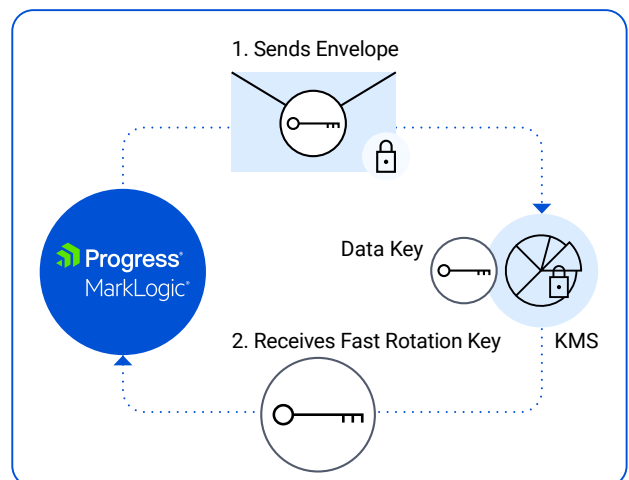 1. Sends Envelope
Data Key
Progress®
MarkLogic®
2. Receives Fast Rotation Key
KMS